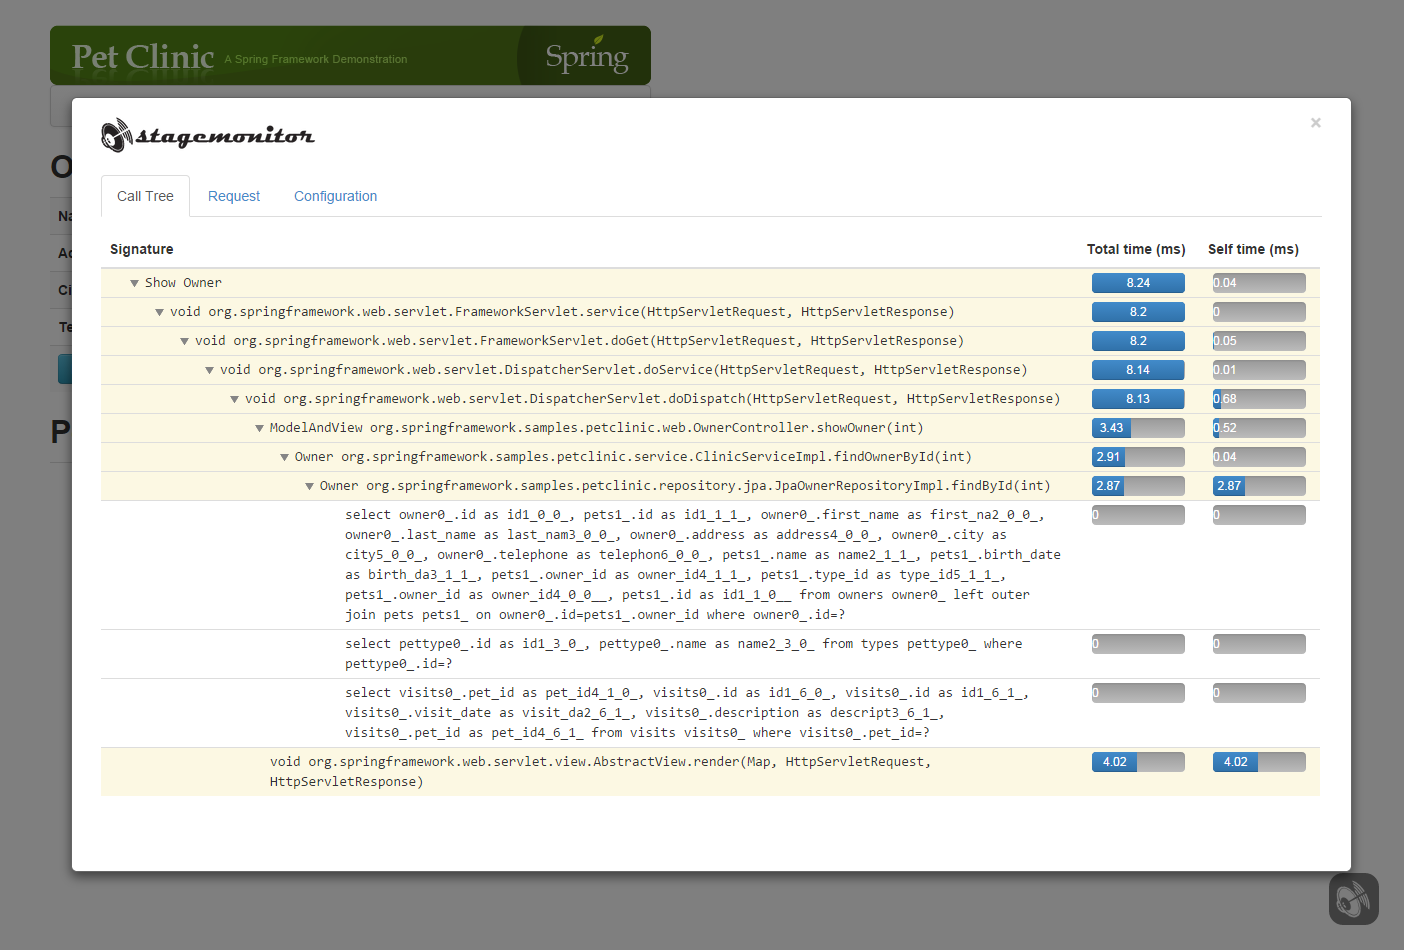 Pet Clinic A Spring Framework Demonstration Spring
stagemonitor ×
Call Tree Request Configuration
Signature Total time (ms) Self time (ms)
Show Owner 8.24 0.04
void org.springframework.web.servlet.FrameworkServlet.service(HttpServletRequest, HttpServletResponse) 8.2 0
void org.springframework.web.servlet.FrameworkServlet.doGet(HttpServletRequest, HttpServletResponse) 8.2 0.05
void org.springframework.web.servlet.DispatcherServlet.doService(HttpServletRequest, HttpServletResponse) 8.14 0.01
void org.springframework.web.servlet.DispatcherServlet.doDispatch(HttpServletRequest, HttpServletResponse) 8.13 0.68
ModelAndView org.springframework.samples.petclinic.web.OwnerController.showOwner(int) 3.43 0.52
Owner org.springframework.samples.petclinic.service.ClinicServiceImpl.findOwnerById(int) 2.91 0.04
Owner org.springframework.samples.petclinic.repository.jpa.JpaOwnerRepositoryImpl.findById(int) 2.87 2.87
select owner0_.id as id1_0_0_, pets1_.id as id1_1_1_, owner0_.first_name as first_na2_0_0_, 0 0
owner0_.last_name as last_nam3_0_0_, owner0_.address as address4_0_0_, owner0_.city as
city5_0_0_, owner0_.telephone as telephon6_0_0_, pets1_.name as name2_1_1_, pets1_.birth_date
as birth_da3_1_1_, pets1_.owner_id as owner_id4_1_1_, pets1_.type_id as type_id5_1_1_,
pets1_.owner_id as owner_id4_0_0__, pets1_.id as id1_1_0__ from owners owner0_ left outer
join pets pets1_ on owner0_.id=pets1_.owner_id where owner0_.id=?
select pettype0_.id as id1_3_0_, pettype0_.name as name2_3_0_ from types pettype0_ where 0 0
pettype0_.id=?
select visits0_.pet_id as pet_id4_1_0_, visits0_.id as id1_6_0_, visits0_.id as id1_6_1_, 0 0
visits0_.visit_date as visit_da2_6_1_, visits0_.description as descript3_6_1_,
visits0_.pet_id as pet_id4_6_1_ from visits visits0_ where visits0_.pet_id=?
void org.springframework.web.servlet.view.AbstractView.render(Map, HttpServletRequest, 4.02 4.02
HttpServletResponse)